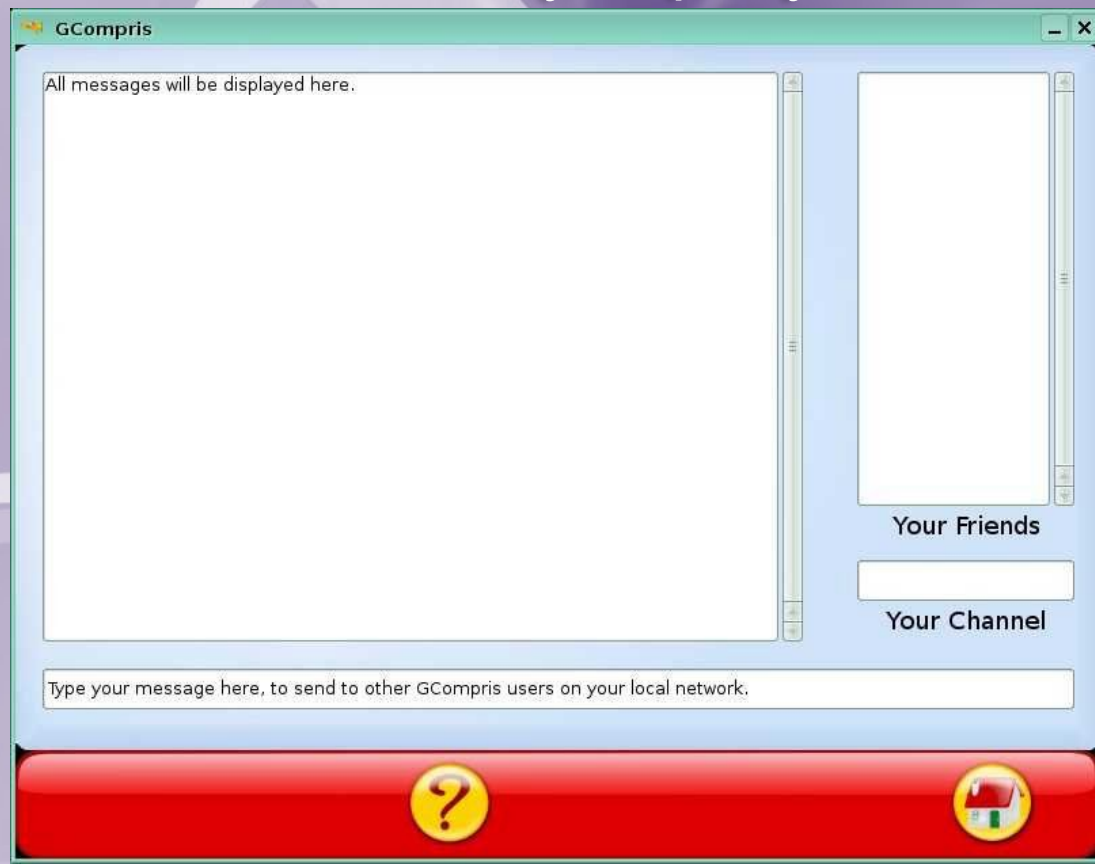 GCompris
All messages will be displayed here.
Your Friends
Your Channel
Type your message here, to send to other GCompris users on your local network.
?